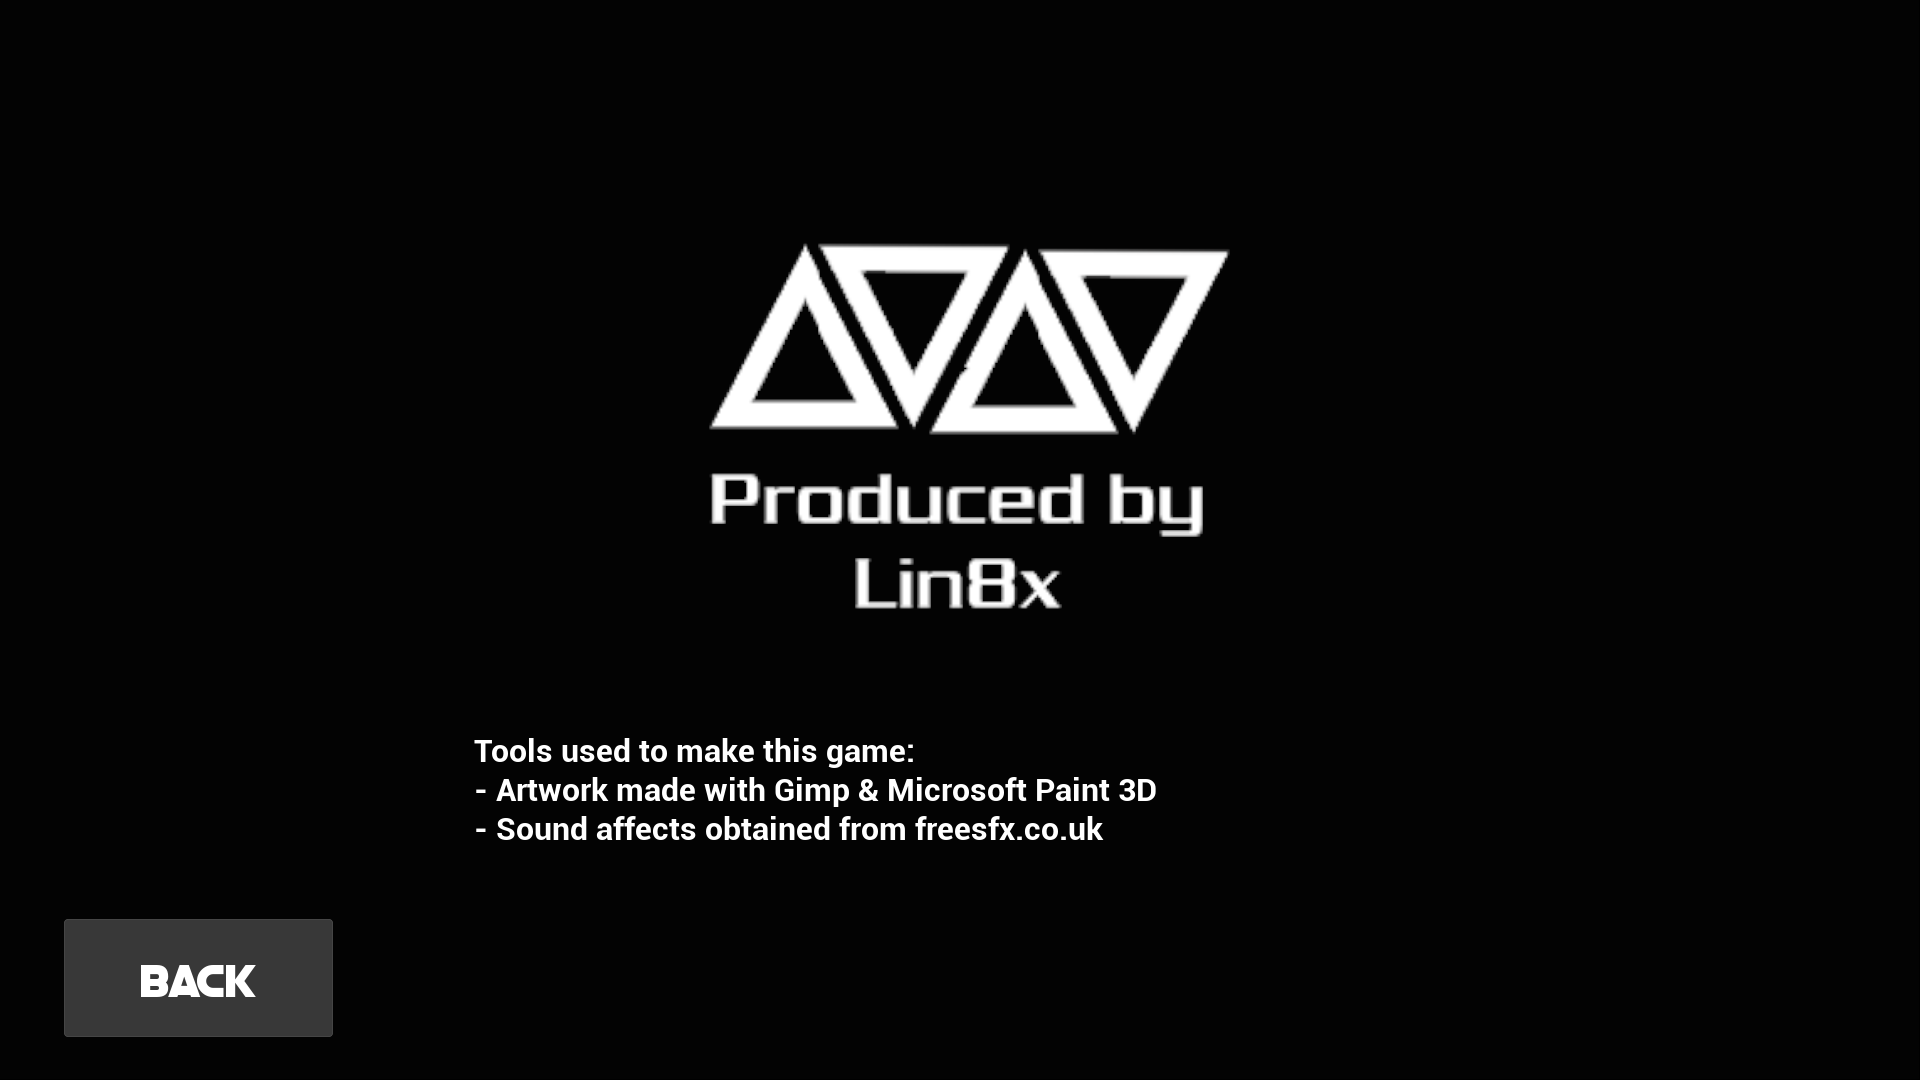 Produced by
Lin8x
Tools used to make this game:
- Artwork made with Gimp & Microsoft Paint 3D
- Sound affects obtained from freesfx.co.uk
BACK